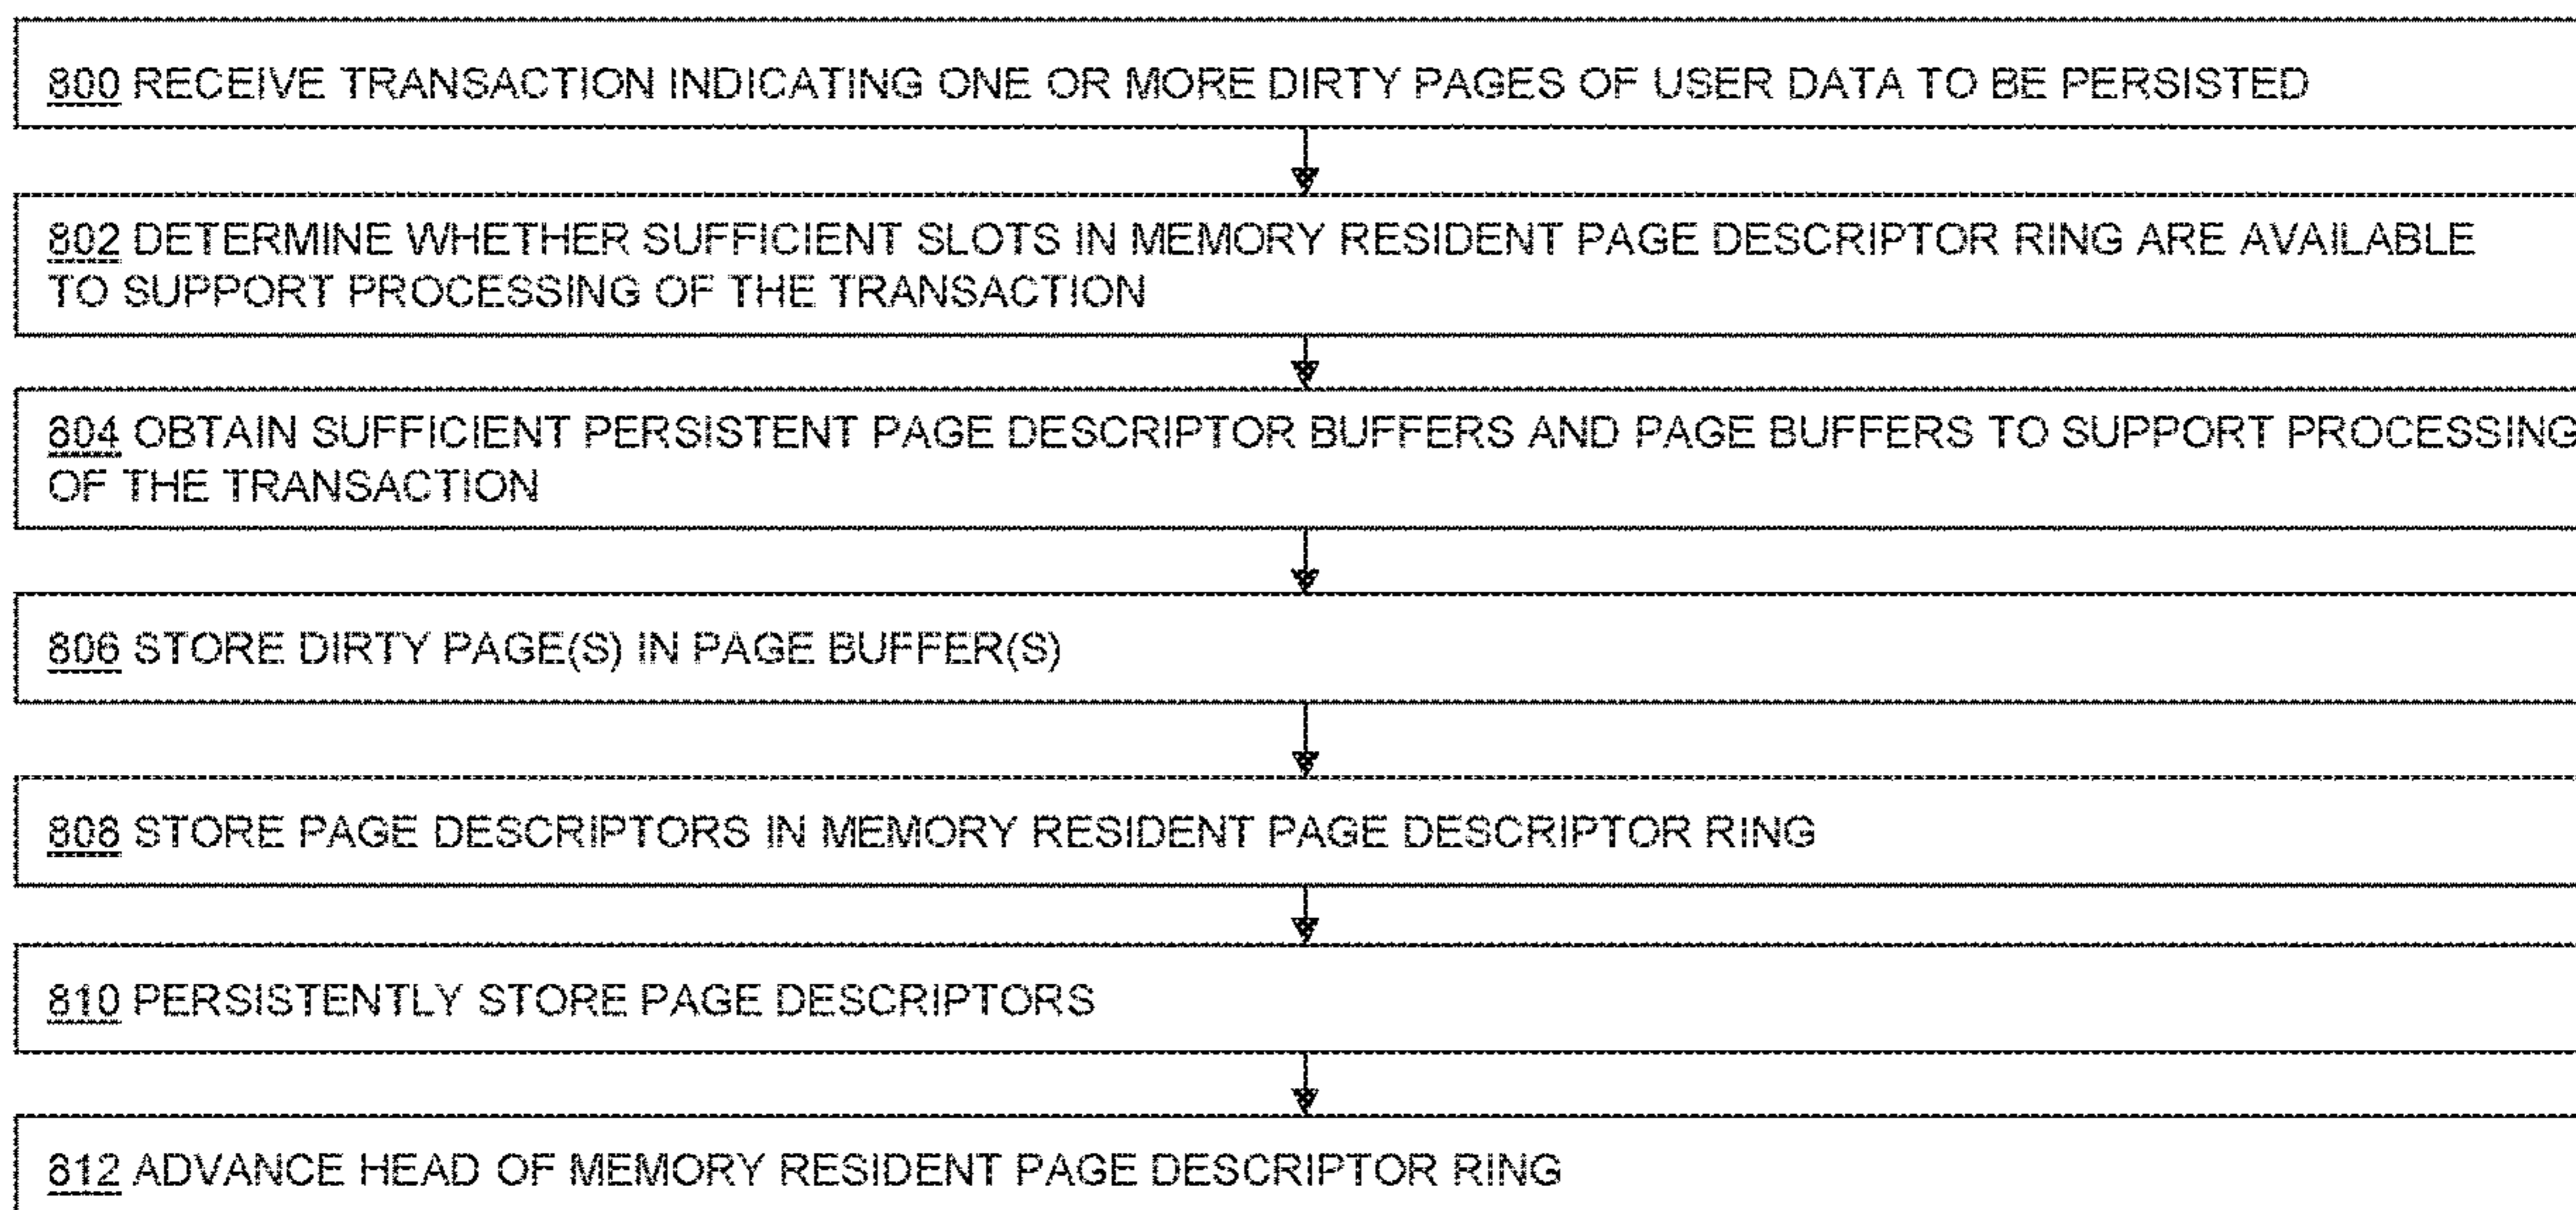 800 RECEIVE TRANSACTION INDICATING ONE OR MORE DIRTY PAGES OF USER DATA TO BE PERSISTED
802 DETERMINE WHETHER SUFFICIENT SLOTS IN MEMORY RESIDENT PAGE DESCRIPTOR RING ARE AVAILABLE
TO SUPPORT PROCESSING OF THE TRANSACTION
804 OBTAIN SUFFICIENT PERSISTENT PAGE DESCRIPTOR BUFFERS AND PAGE BUFFERS TO SUPPORT PROCESSING
OF THE TRANSACTION
806 STORE DIRTY PAGE(S) IN PAGE BUFFER(S)
808 STORE PAGE DESCRIPTORS IN MEMORY RESIDENT PAGE DESCRIPTOR RING
810 PERSISTENTLY STORE PAGE DESCRIPTORS
812 ADVANCE HEAD OF MEMORY RESIDENT PAGE DESCRIPTOR RING